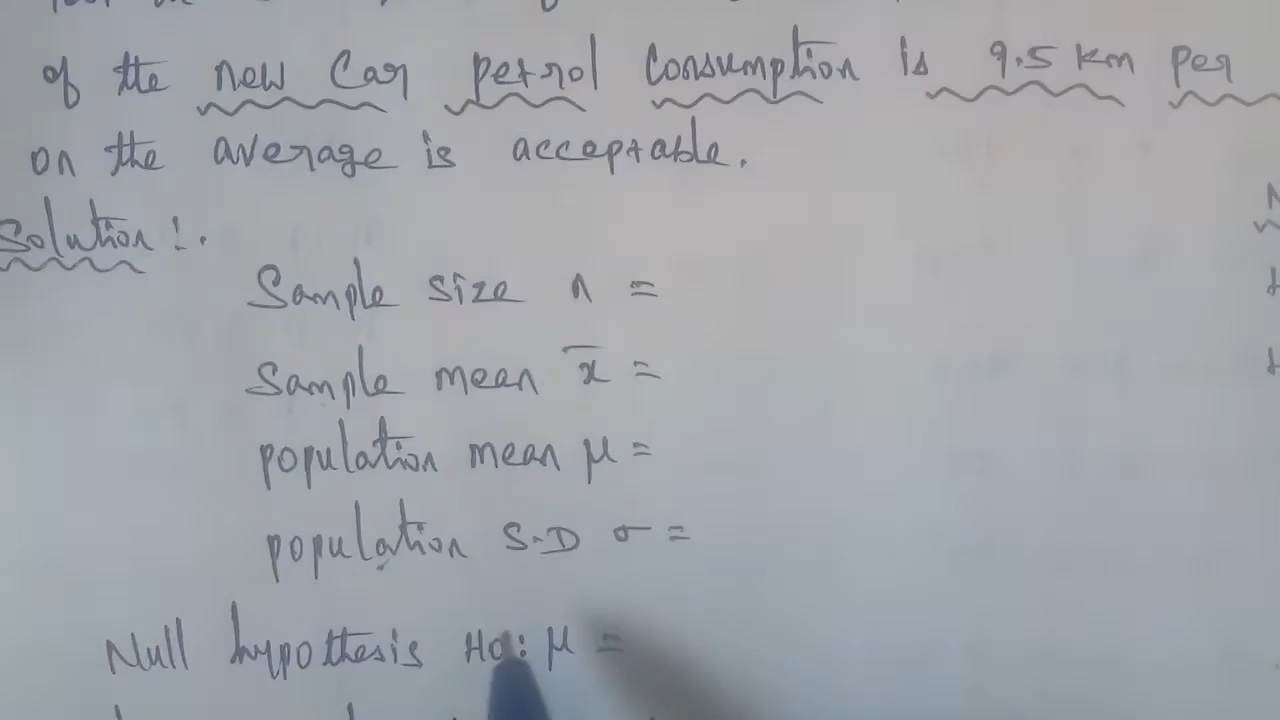 of the new car petrol consumption is 9.5 km per
on the average is acceptable.
Solution :.
Sample size n =
Sample mean x̅ =
population mean μ =
population S.D σ =
Null hypothesis H0: μ =